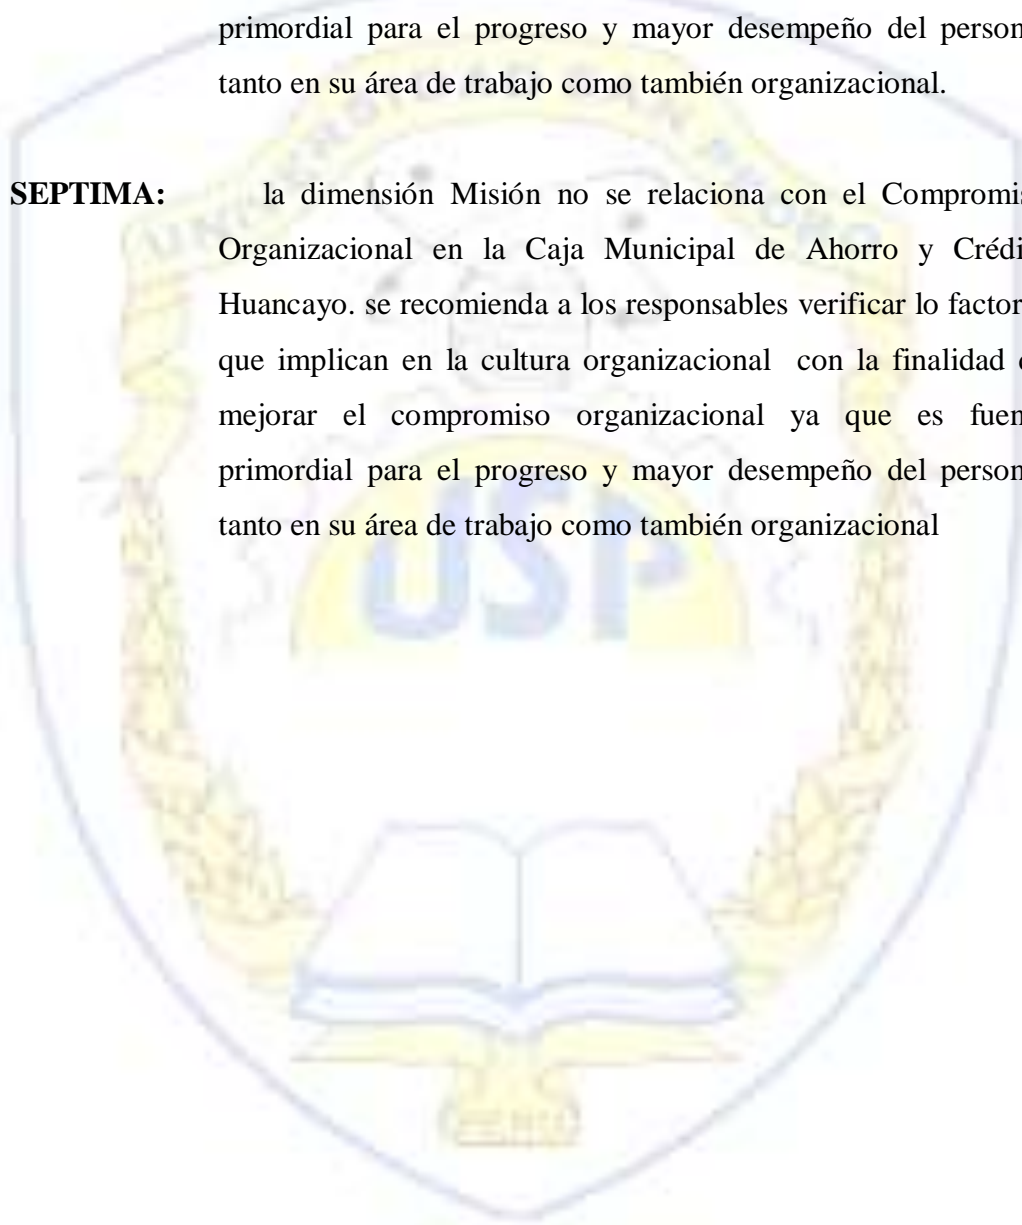 primordial para el progreso y mayor desempeño del person
tanto en su área de trabajo como también organizacional.
SEPTIMA: la dimensión Misión no se relaciona con el Compromis
Organizacional en la Caja Municipal de Ahorro y Crédi
Huancayo. se recomienda a los responsables verificar lo factor
que implican en la cultura organizacional con la finalidad
mejorar el compromiso organizacional ya que es fuen
primordial para el progreso y mayor desempeño del person
tanto en su área de trabajo como también organizacional
USP